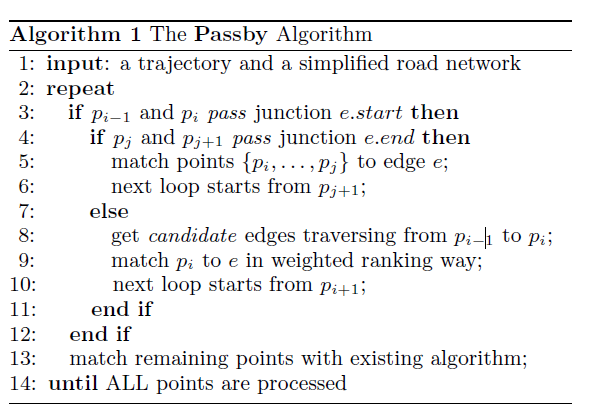 Algorithm 1 The Passby Algorithm
1: input: a trajectory and a simplified road network
2: repeat
3: if p_{i−1} and p_i pass junction e.start then
4: if p_j and p_{j+1} pass junction e.end then
5: match points {p_i, . . . , p_j} to edge e;
6: next loop starts from p_{j+1};
7: else
8: get candidate edges traversing from p_{i−1} to p_i;
9: match p_i to e in weighted ranking way;
10: next loop starts from p_{i+1};
11: end if
12: end if
13: match remaining points with existing algorithm;
14: until ALL points are processed